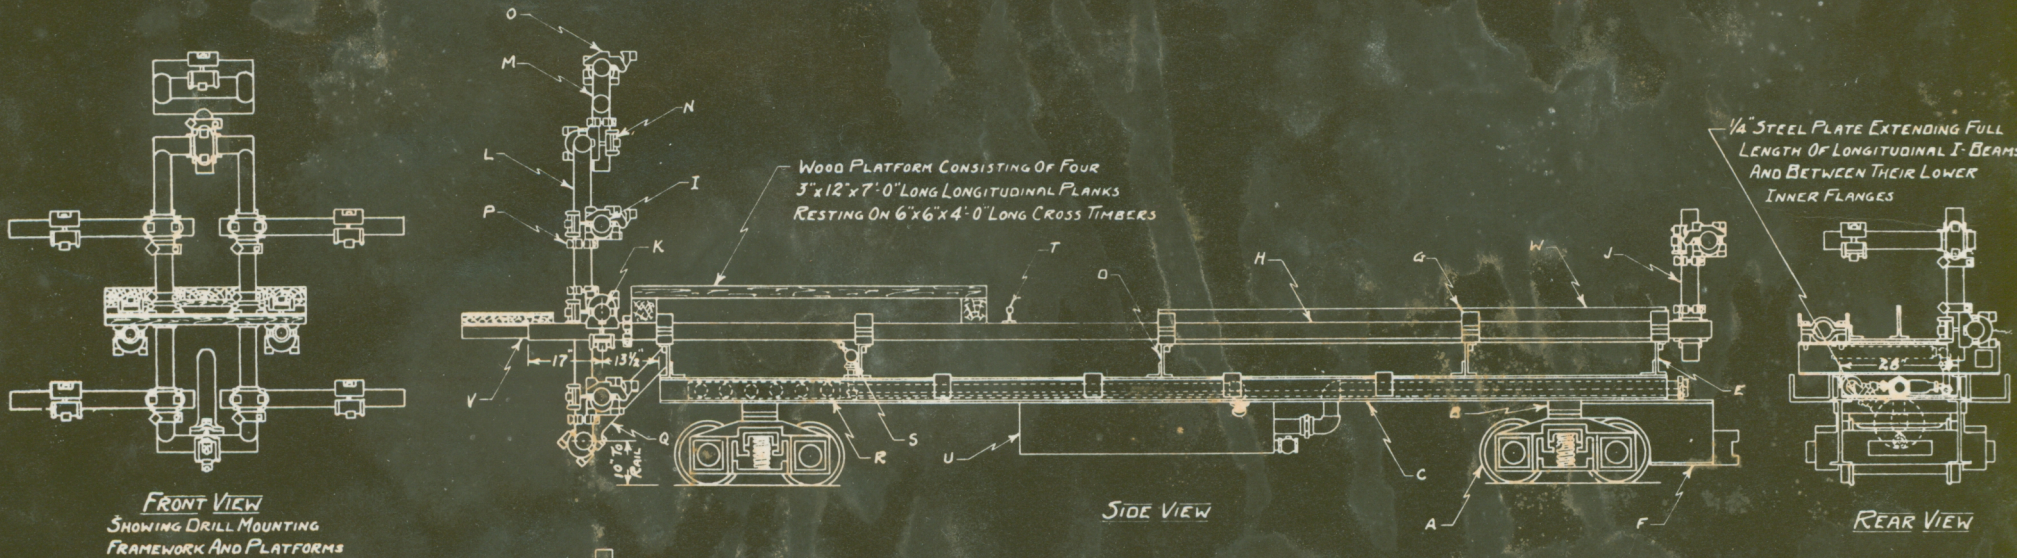 O
M
N
L
I
P
K
WOOD PLATFORM CONSISTING OF FOUR
3"x12"x7'-0" LONG LONGITUDINAL PLANKS
RESTING ON 6"x6"x4'-0" LONG CROSS TIMBERS
T
D
H
G
W
J
1/4" STEEL PLATE EXTENDING FULL
LENGTH OF LONGITUDINAL I-BEAMS
AND BETWEEN THEIR LOWER
INNER FLANGES
17"
13½"
V
Q
10" TO
RAIL
S
R
U
B
C
A
F
E
28"
FRONT VIEW
SHOWING DRILL MOUNTING
FRAMEWORK AND PLATFORMS
SIDE VIEW
REAR VIEW